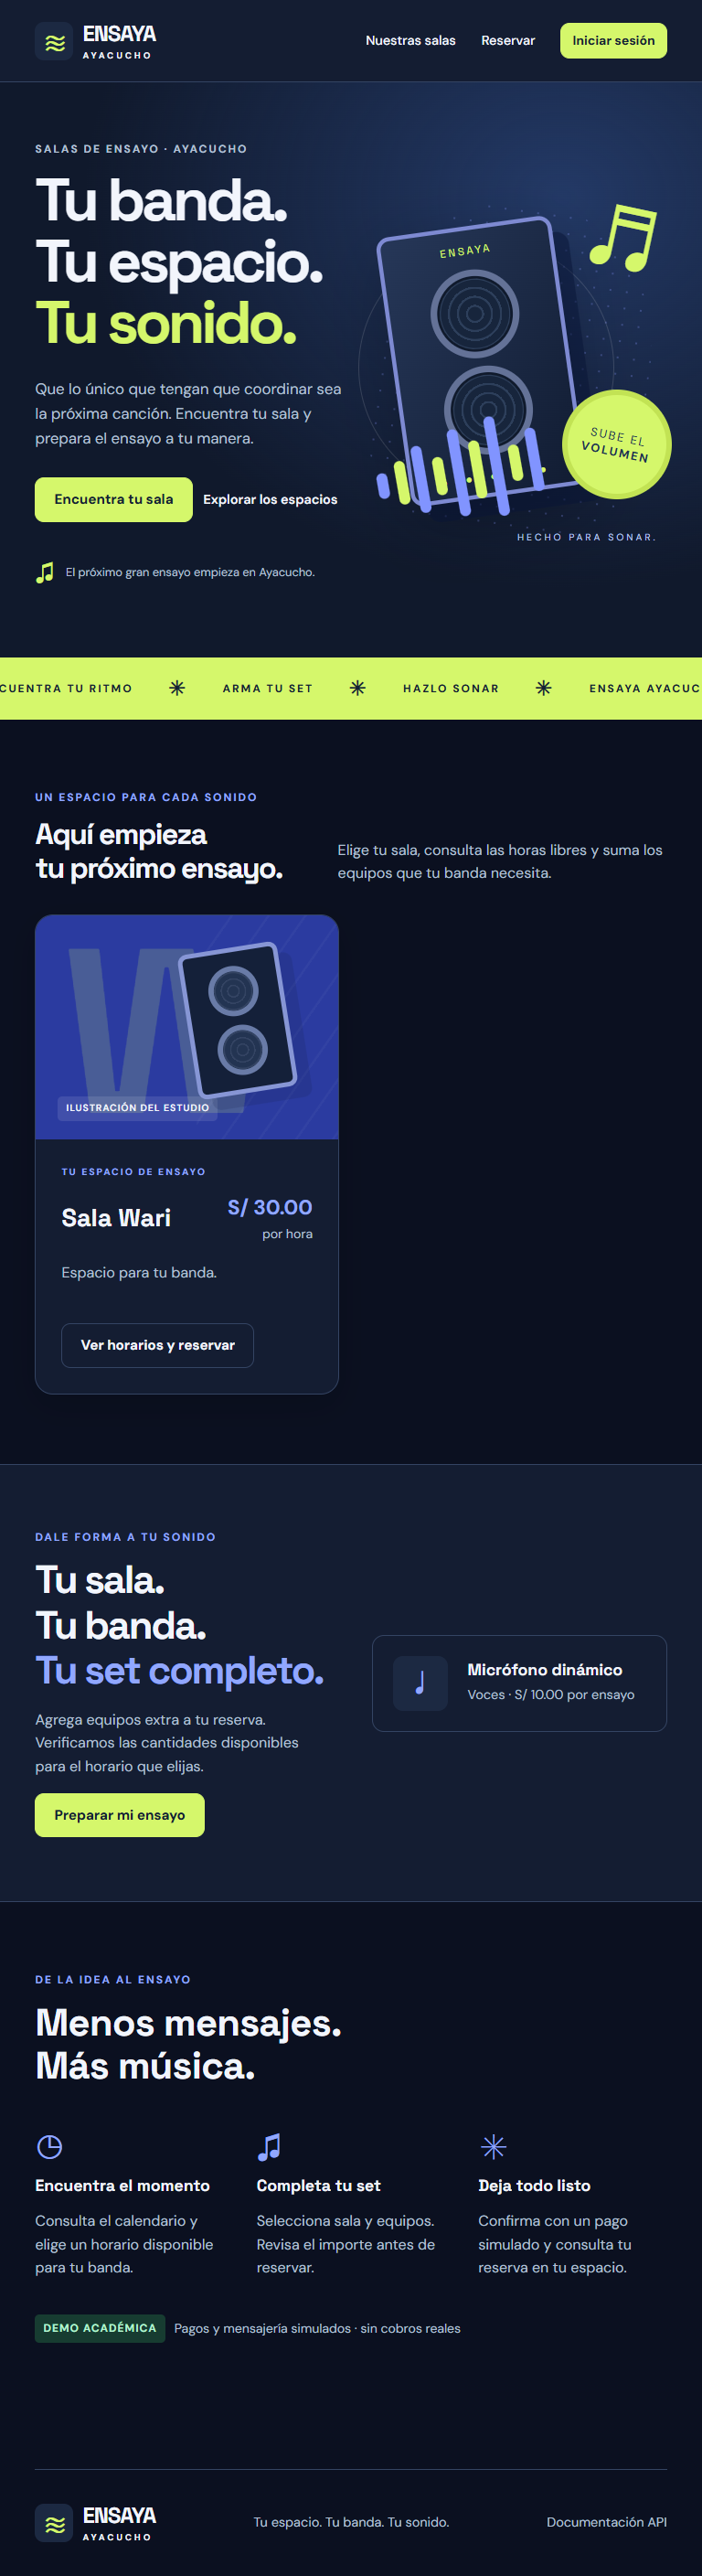 ENSAYA
AYACUCHO
Nuestras salas
Reservar
Iniciar sesión
SALAS DE ENSAYO · AYACUCHO
Tu banda.
Tu espacio.
Tu sonido.
Que lo único que tengan que coordinar sea
la próxima canción. Encuentra tu sala y
prepara el ensayo a tu manera.
Encuentra tu sala
Explorar los espacios
El próximo gran ensayo empieza en Ayacucho.
ENSAYA
SUBE EL
VOLUMEN
HECHO PARA SONAR.
CUENTRA TU RITMO
ARMA TU SET
HAZLO SONAR
ENSAYA AYACUC
UN ESPACIO PARA CADA SONIDO
Aquí empieza
tu próximo ensayo.
Elige tu sala, consulta las horas libres y suma los
equipos que tu banda necesita.
W
ILUSTRACIÓN DEL ESTUDIO
TU ESPACIO DE ENSAYO
Sala Wari
S/ 30.00
por hora
Espacio para tu banda.
Ver horarios y reservar
DALE FORMA A TU SONIDO
Tu sala.
Tu banda.
Tu set completo.
Agrega equipos extra a tu reserva.
Verificamos las cantidades disponibles
para el horario que elijas.
Preparar mi ensayo
Micrófono dinámico
Voces · S/ 10.00 por ensayo
DE LA IDEA AL ENSAYO
Menos mensajes.
Más música.
Encuentra el momento
Consulta el calendario y
elige un horario disponible
para tu banda.
Completa tu set
Selecciona sala y equipos.
Revisa el importe antes de
reservar.
Deja todo listo
Confirma con un pago
simulado y consulta tu
reserva en tu espacio.
DEMO ACADÉMICA
Pagos y mensajería simulados · sin cobros reales
ENSAYA
AYACUCHO
Tu espacio. Tu banda. Tu sonido.
Documentación API